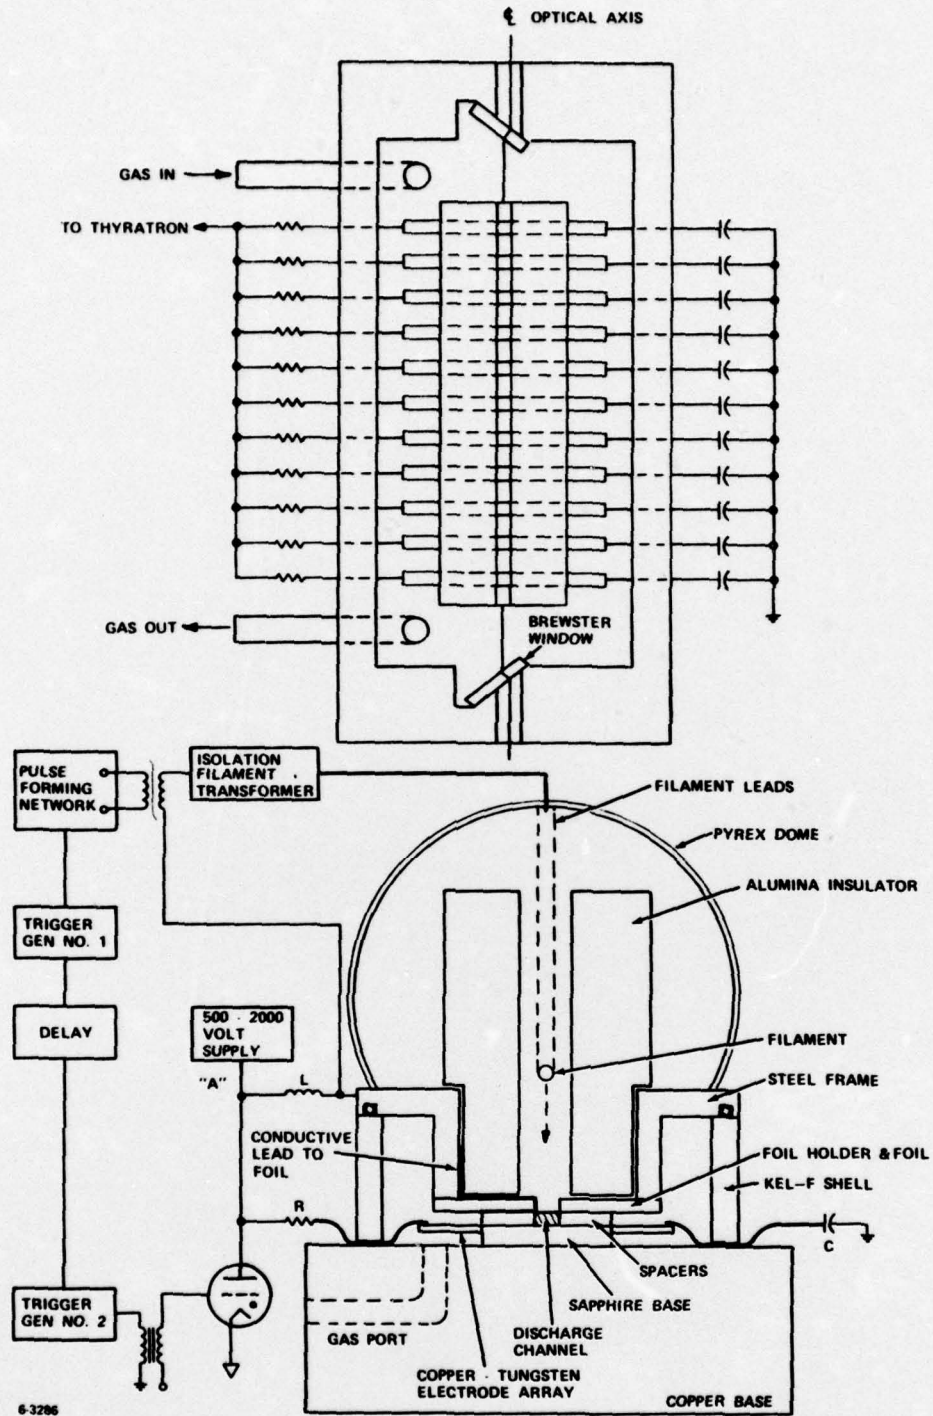 ℄ OPTICAL AXIS
GAS IN
TO THYRATRON
GAS OUT
BREWSTER
WINDOW
PULSE
FORMING
NETWORK
ISOLATION
FILAMENT
TRANSFORMER
FILAMENT LEADS
PYREX DOME
ALUMINA INSULATOR
TRIGGER
GEN NO. 1
DELAY
500 - 2000
VOLT
SUPPLY
"A"
L
FILAMENT
STEEL FRAME
CONDUCTIVE
LEAD TO
FOIL
FOIL HOLDER & FOIL
KEL-F SHELL
R
C
SPACERS
SAPPHIRE BASE
TRIGGER
GEN NO. 2
GAS PORT
DISCHARGE
CHANNEL
COPPER - TUNGSTEN
ELECTRODE ARRAY
COPPER BASE
6-3286